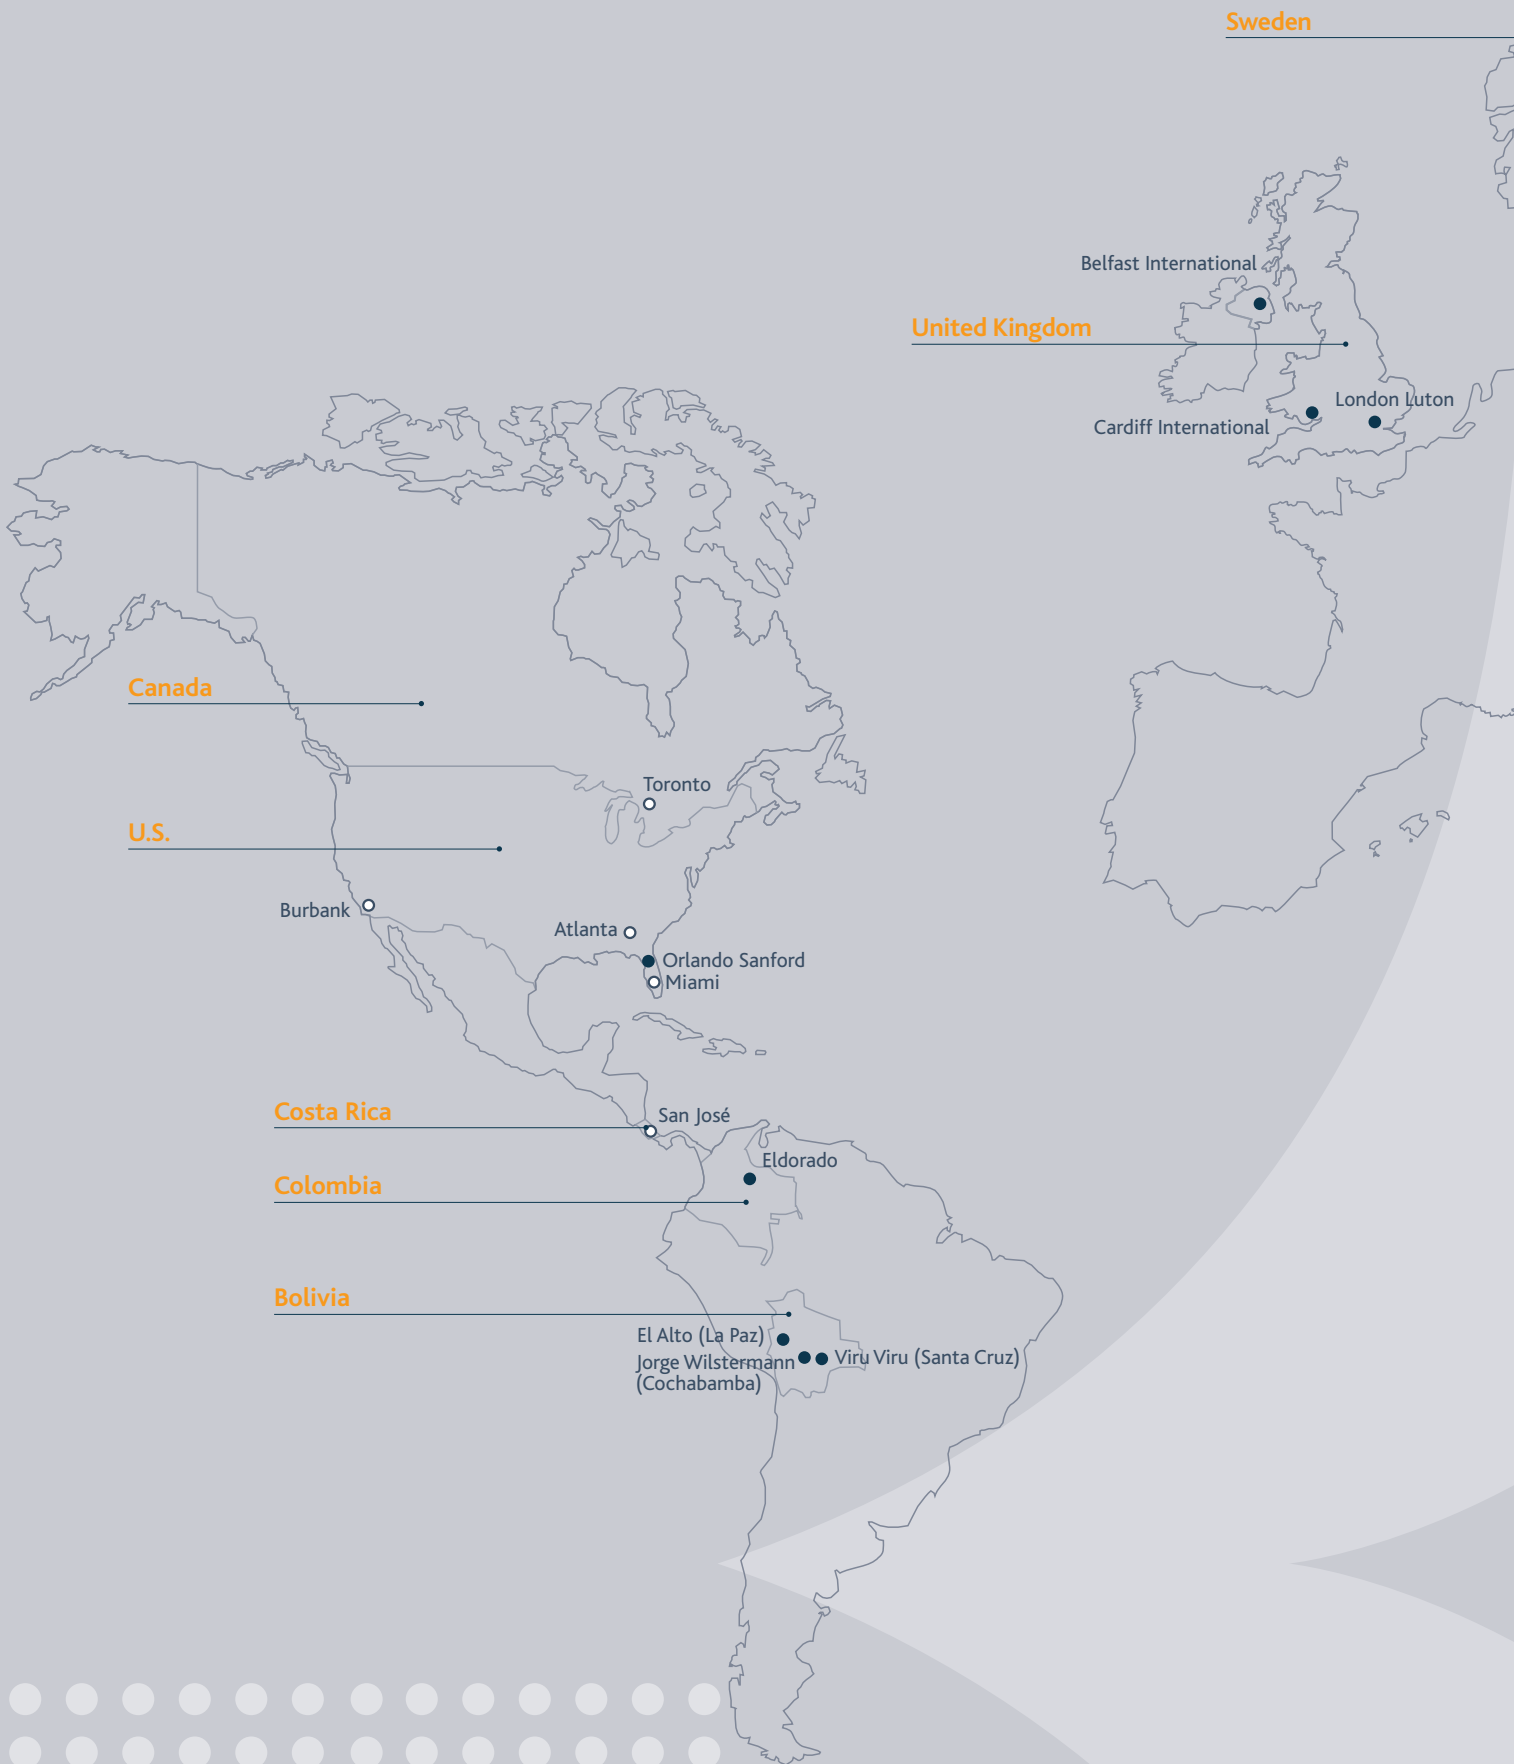 Sweden
Belfast International
United Kingdom
London Luton
Cardiff International
Canada
Toronto
U.S.
Burbank
Atlanta
Orlando Sanford
Miami
Costa Rica
San José
Eldorado
Colombia
Bolivia
El Alto (La Paz)
Jorge Wilstermann
(Cochabamba)
Viru Viru (Santa Cruz)